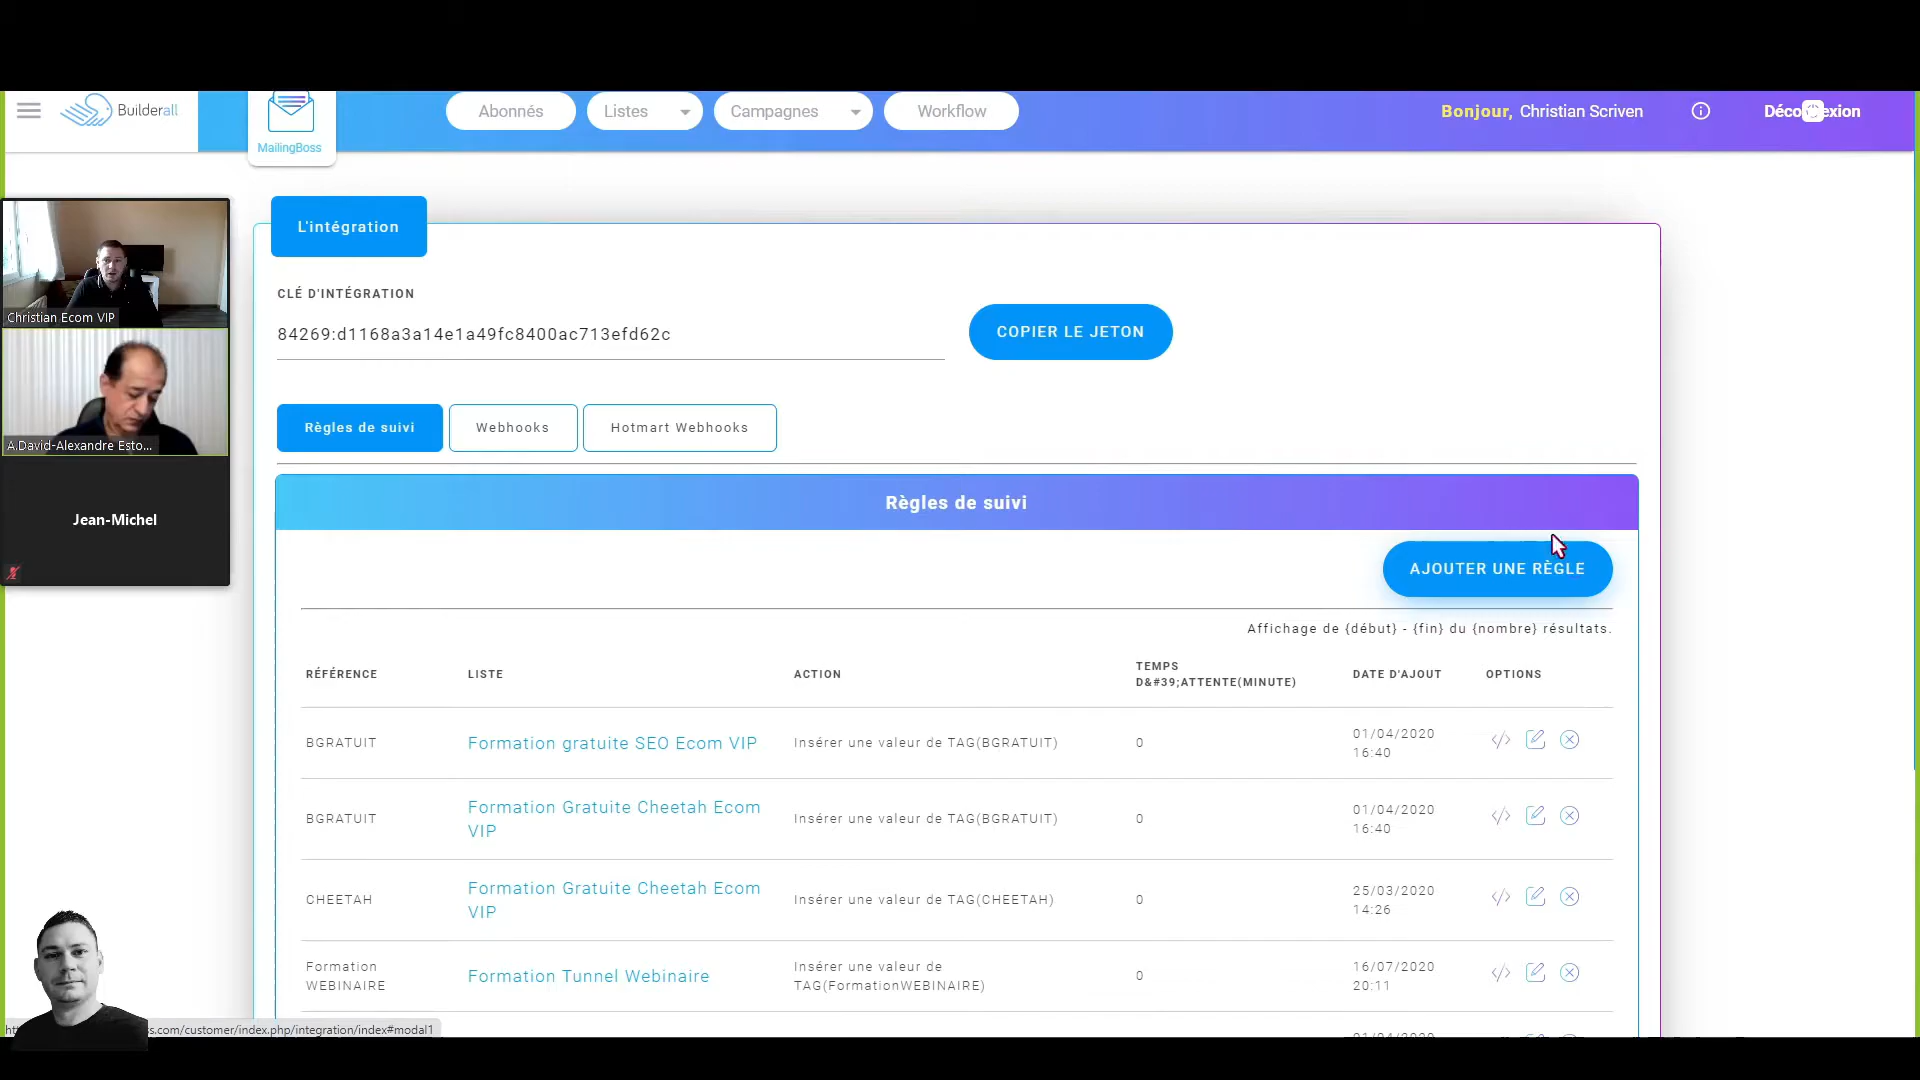 Builderall
MailingBoss
Abonnés
Listes
Campagnes
Workflow
Bonjour, Christian Scriven
Déco exion
Christian Ecom VIP
A.David-Alexandre Esto...
Jean-Michel
L'intégration
CLÉ D'INTÉGRATION
84269:d1168a3a14e1a49fc8400ac713efd62c
COPIER LE JETON
Règles de suivi
Webhooks
Hotmart Webhooks
Règles de suivi
AJOUTER UNE RÈGLE
Affichage de {début} - {fin} du {nombre} résultats.
RÉFÉRENCE
LISTE
ACTION
TEMPS
D&#39;ATTENTE(MINUTE)
DATE D'AJOUT
OPTIONS
BGRATUIT
Formation gratuite SEO Ecom VIP
Insérer une valeur de TAG(BGRATUIT)
0
01/04/2020
16:40
BGRATUIT
Formation Gratuite Cheetah Ecom
VIP
Insérer une valeur de TAG(BGRATUIT)
0
01/04/2020
16:40
CHEETAH
Formation Gratuite Cheetah Ecom
VIP
Insérer une valeur de TAG(CHEETAH)
0
25/03/2020
14:26
Formation
WEBINAIRE
Formation Tunnel Webinaire
Insérer une valeur de
TAG(FormationWEBINAIRE)
0
16/07/2020
20:11
s.com/customer/index.php/integration/index#modal1